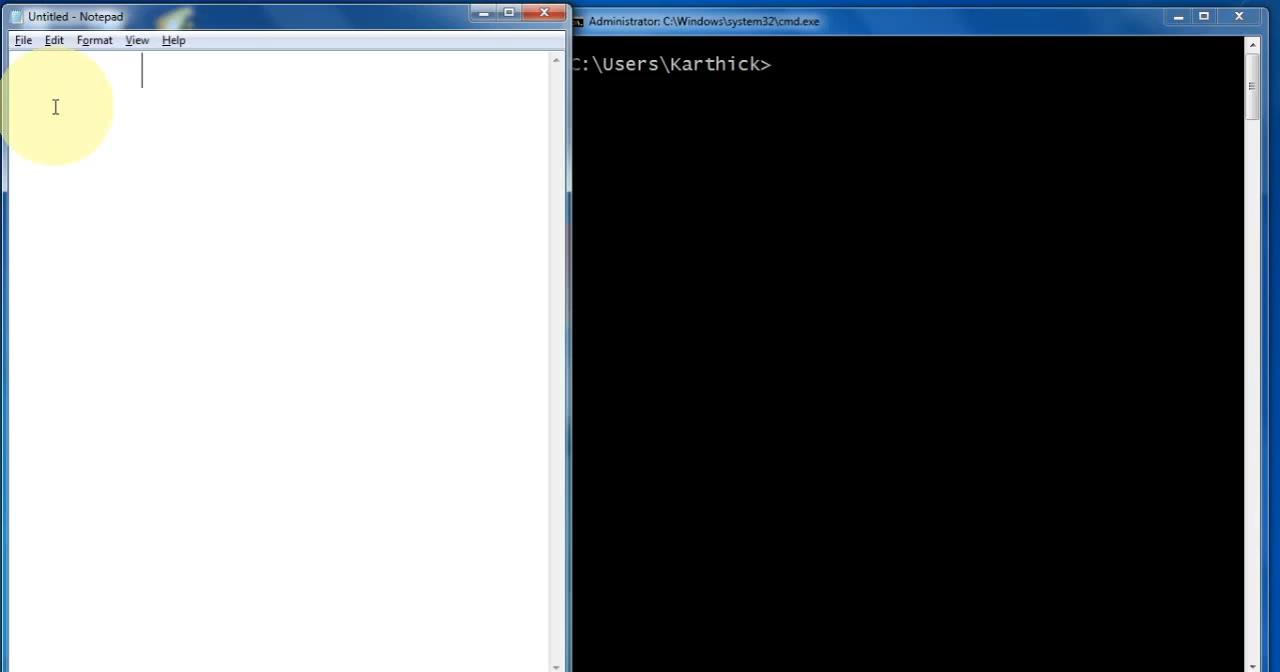 Untitled - Notepad
File Edit Format View Help
Administrator: C:\Windows\system32\cmd.exe
C:\Users\Karthick>